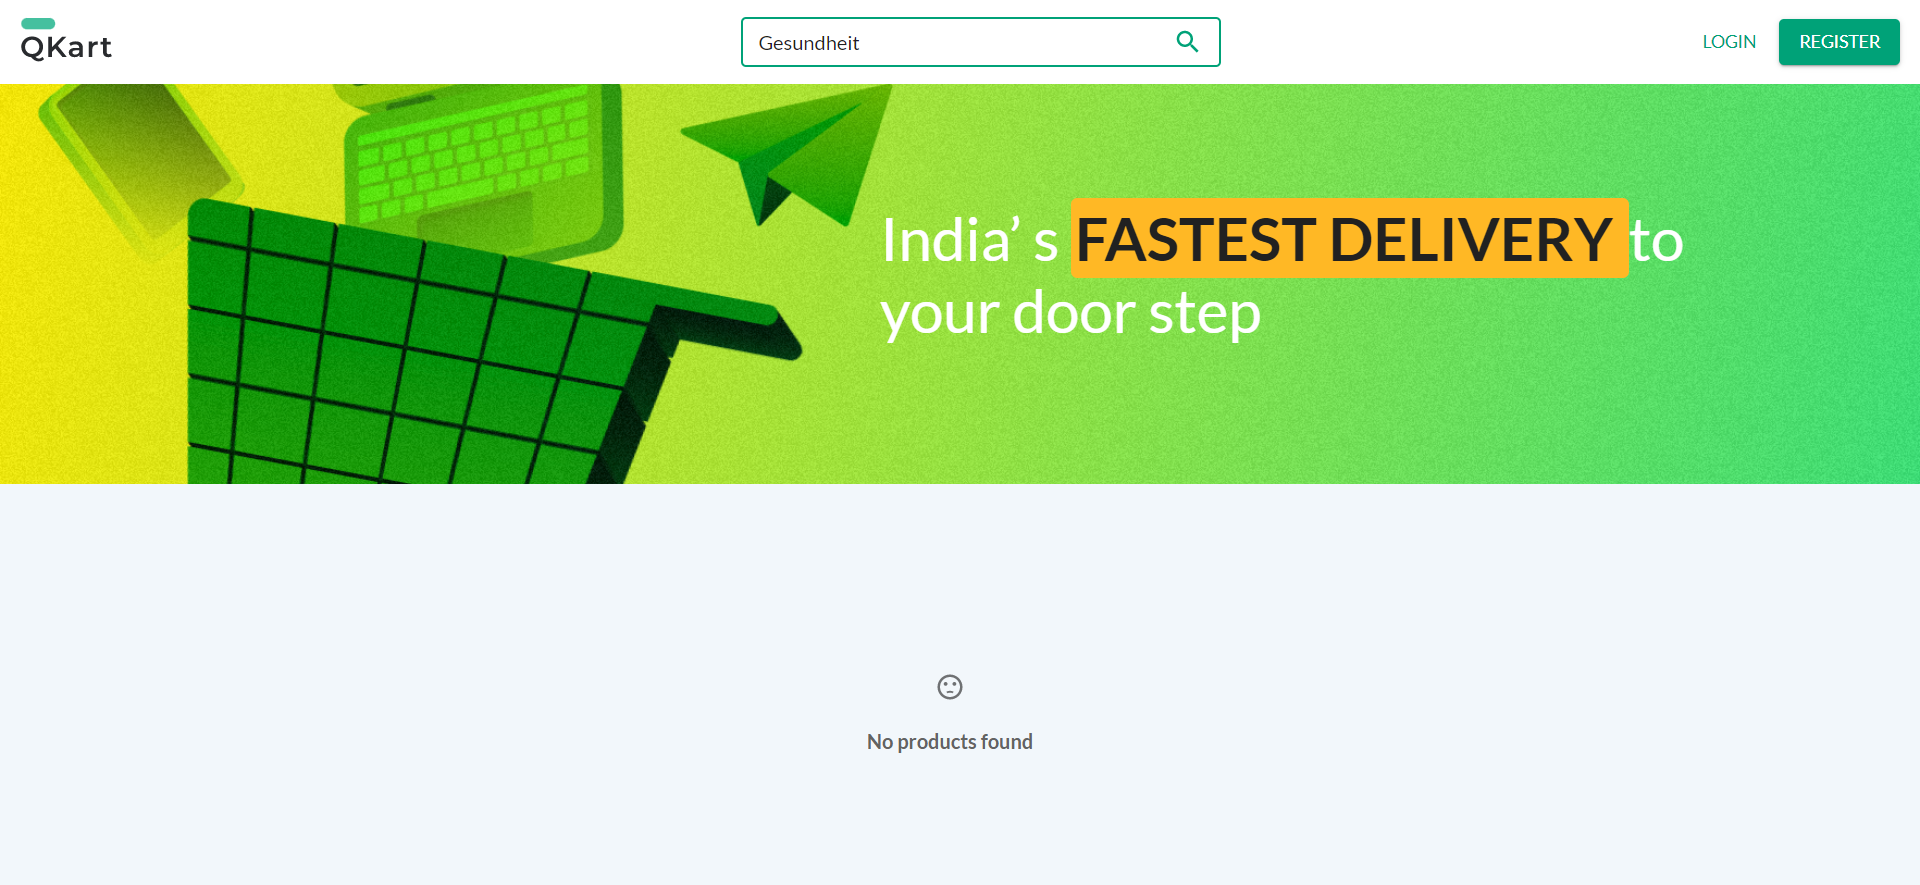 QKart
Gesundheit
LOGIN
REGISTER
India’ s FASTEST DELIVERY to
your door step
No products found